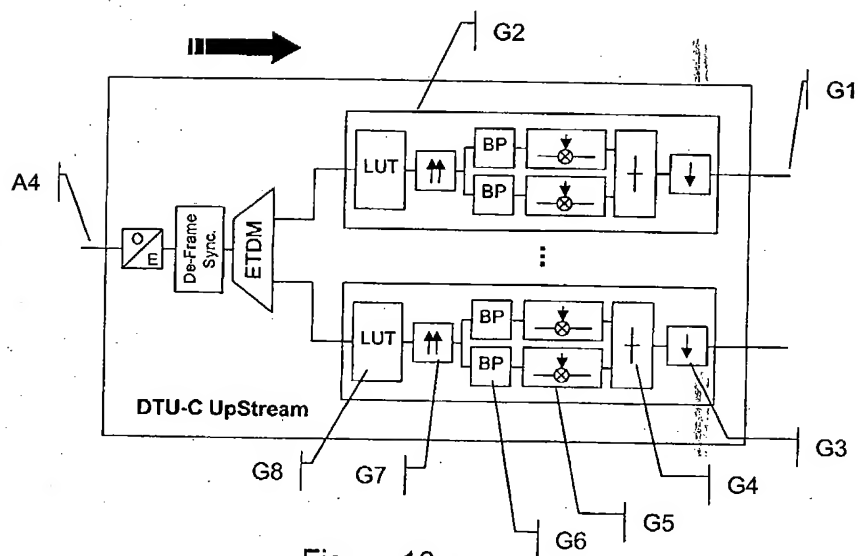 G2
G1
A4
LUT
BP
BP
O
E
De-Frame
Sync.
ETDM
...
LUT
BP
BP
DTU-C UpStream
G3
G8
G7
G4
G5
G6